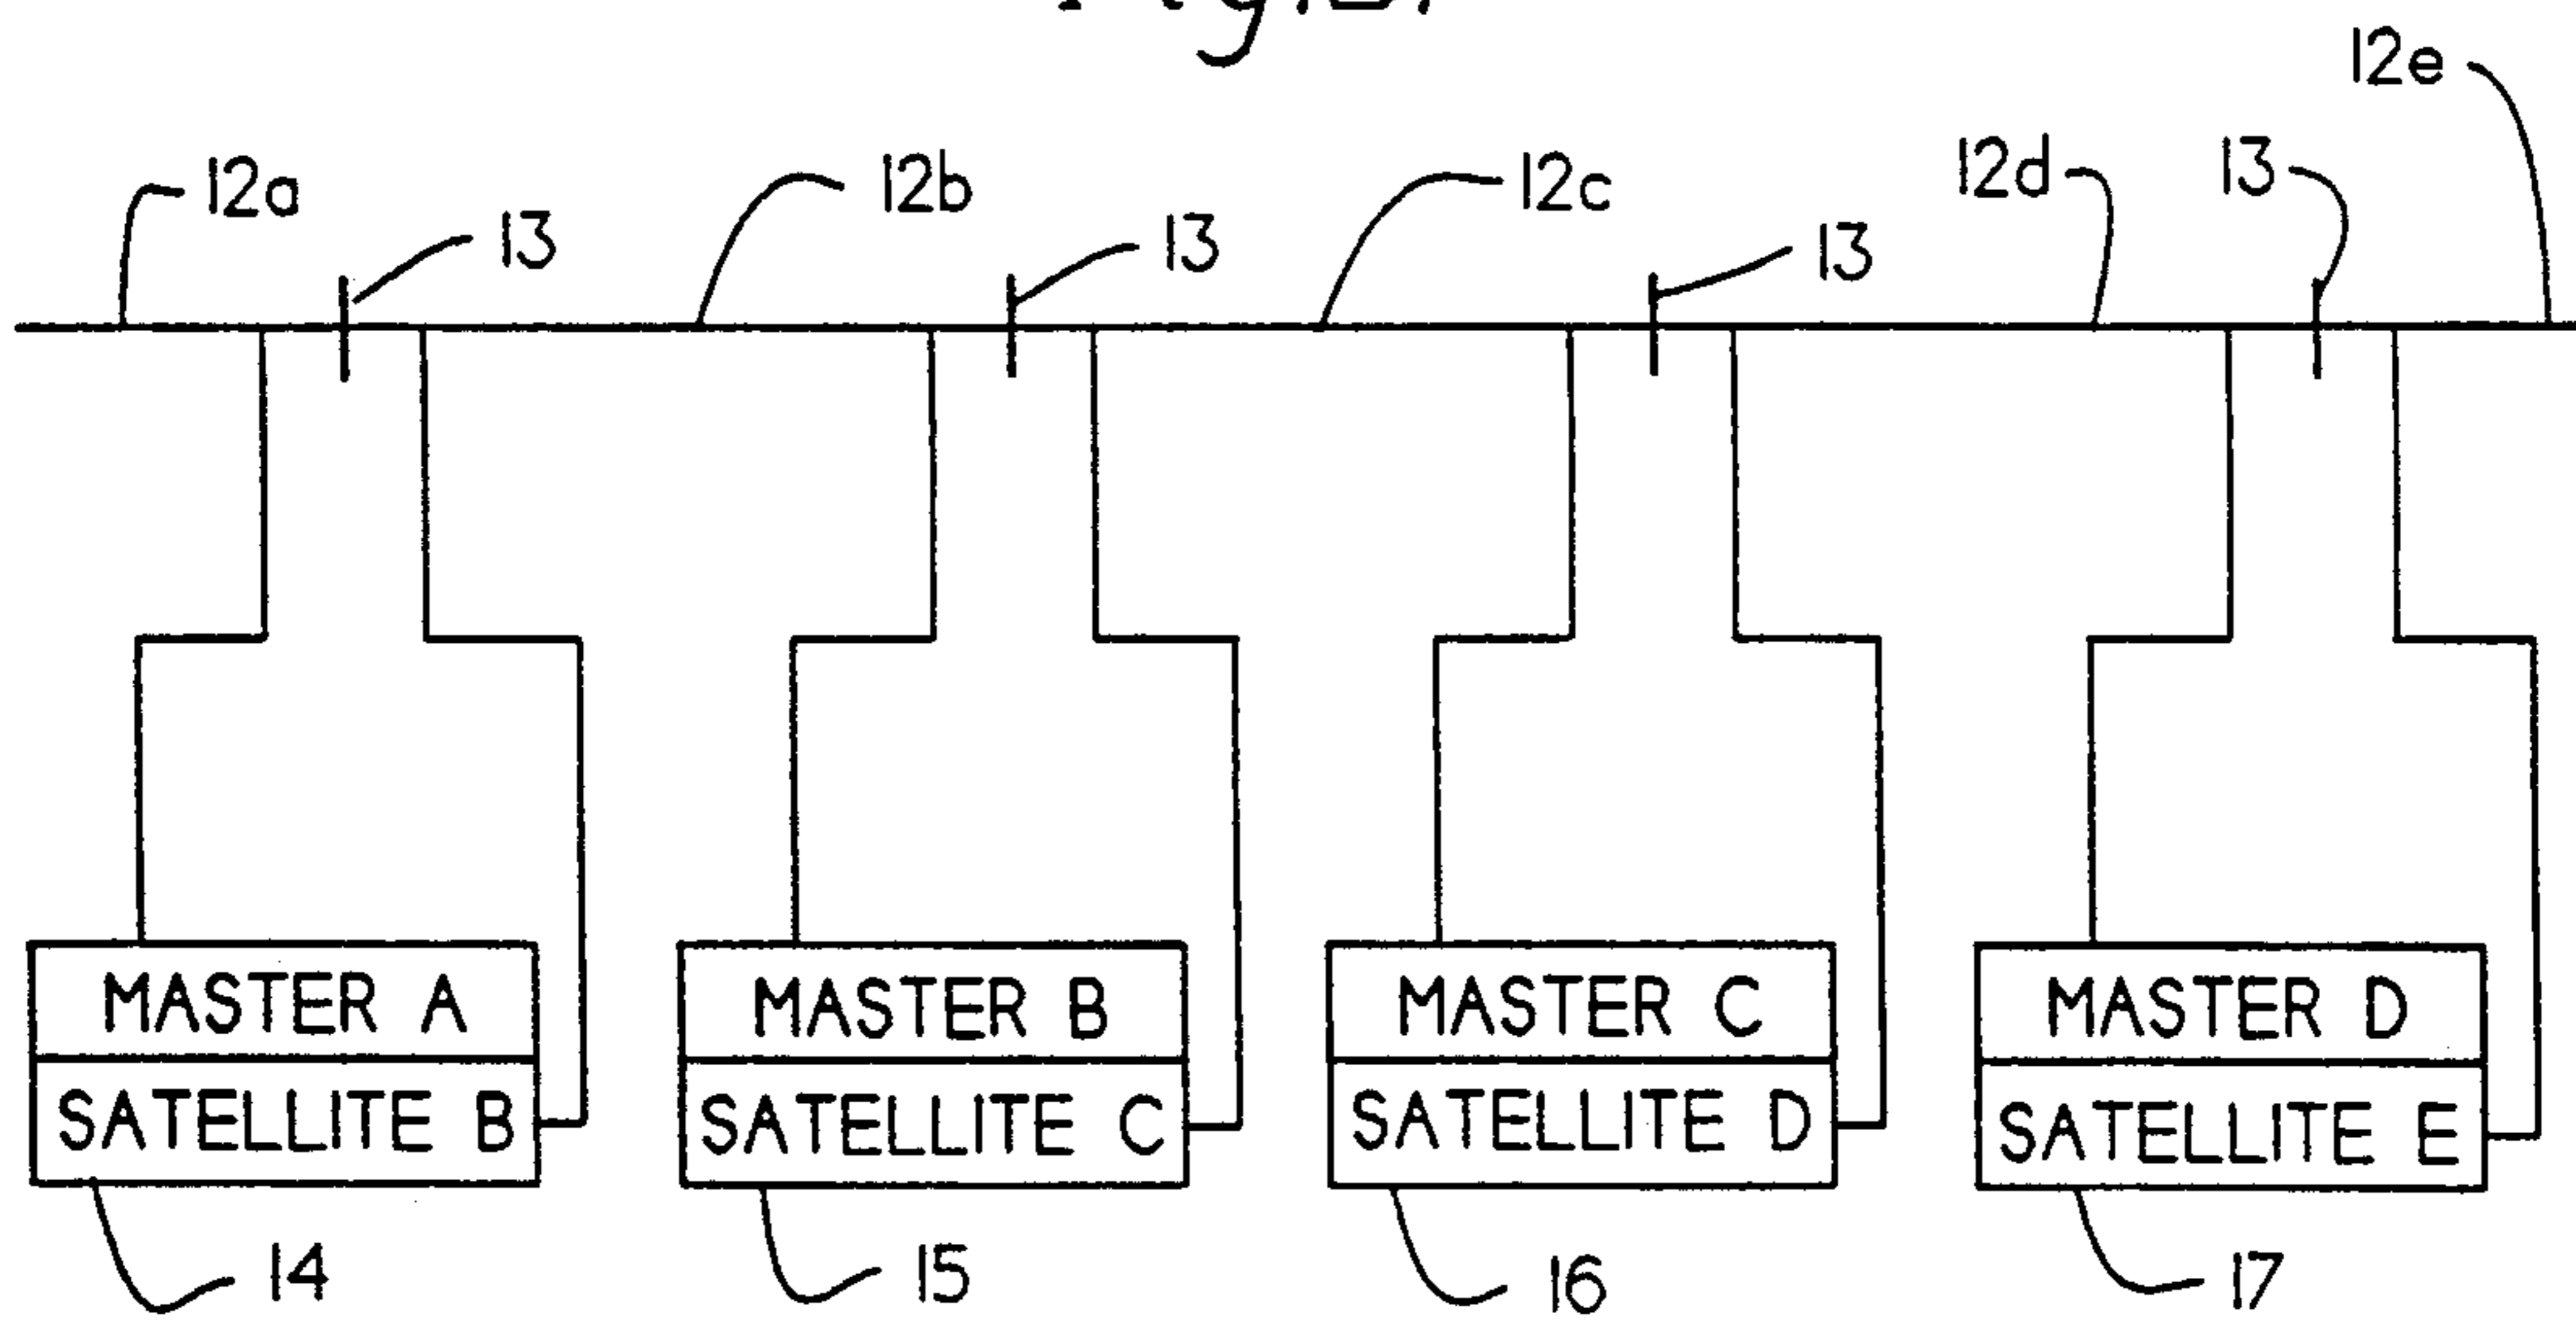 12e
12a
12b
12c
12d
13
13
13
13
MASTER A
SATELLITE B
MASTER B
SATELLITE C
MASTER C
SATELLITE D
MASTER D
SATELLITE E
14
15
16
17